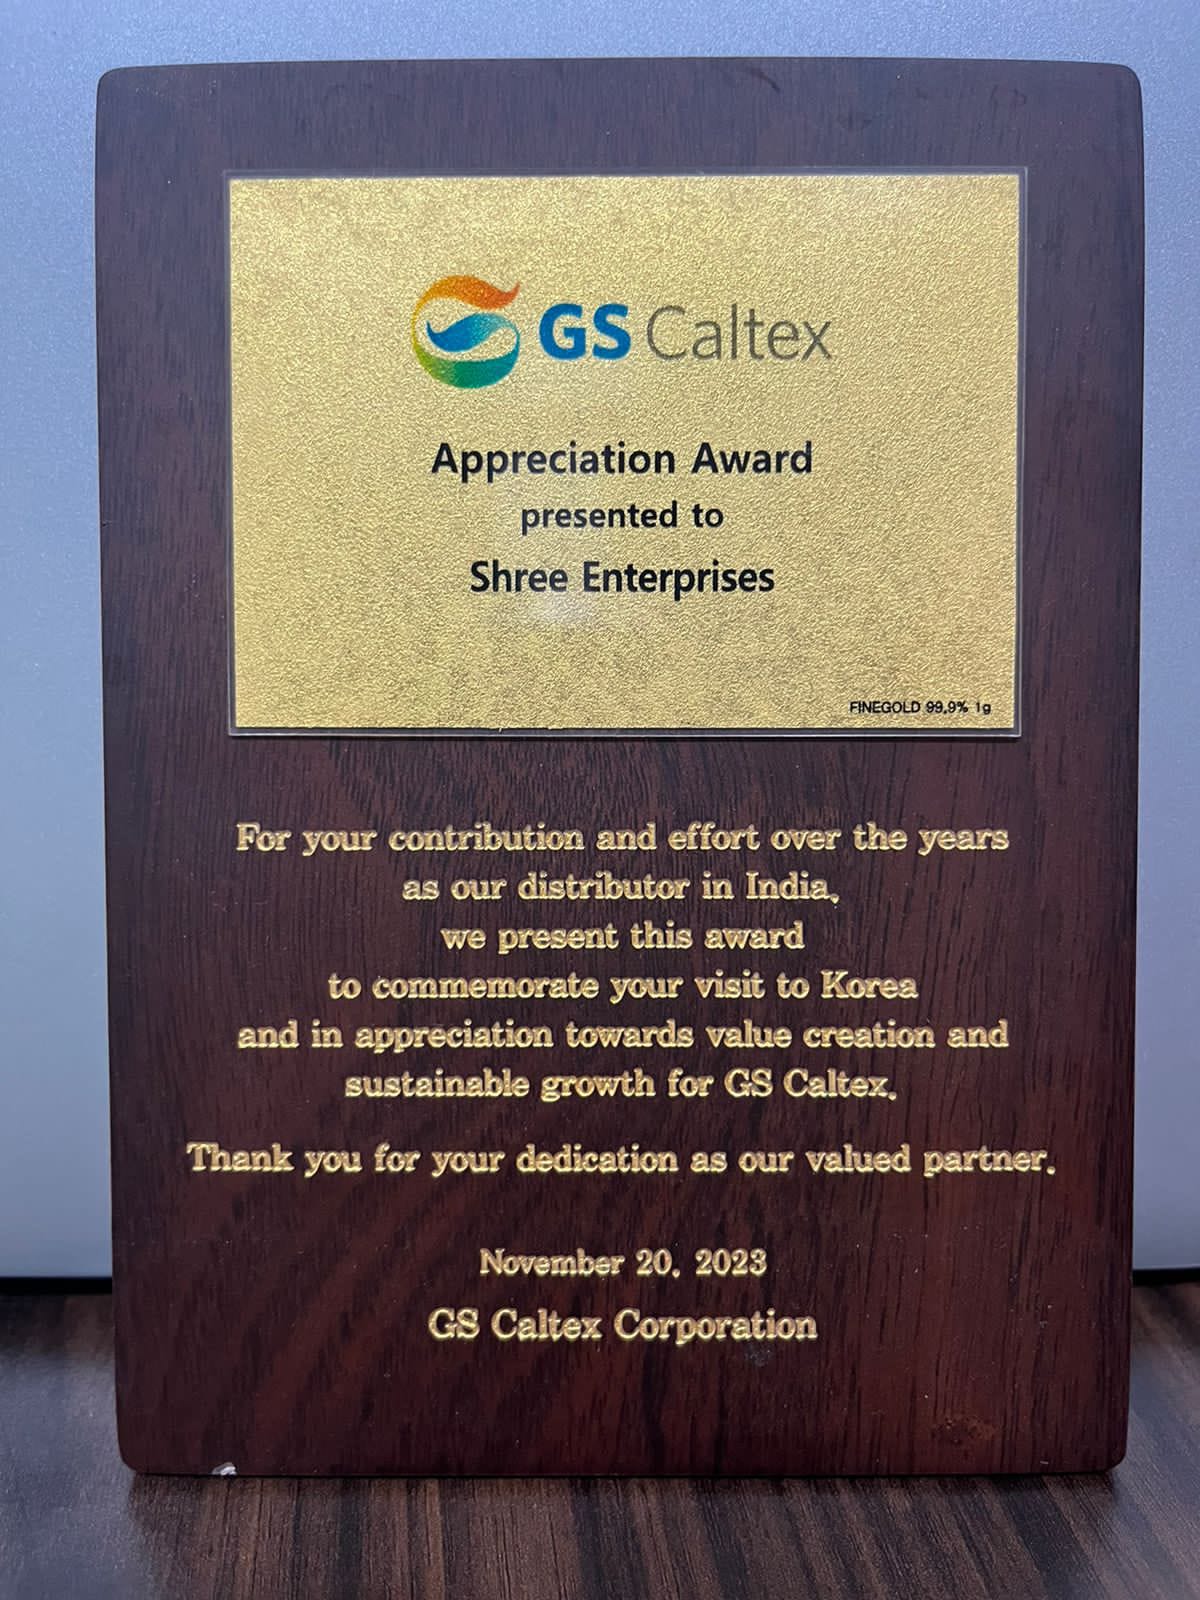 GS Caltex
Appreciation Award
presented to
Shree Enterprises
FINEGOLD 99.9% 1g
For your contribution and effort over the years
as our distributor in India,
we present this award
to commemorate your visit to Korea
and in appreciation towards value creation and
sustainable growth for GS Caltex.
Thank you for your dedication as our valued partner.
November 20, 2023
GS Caltex Corporation